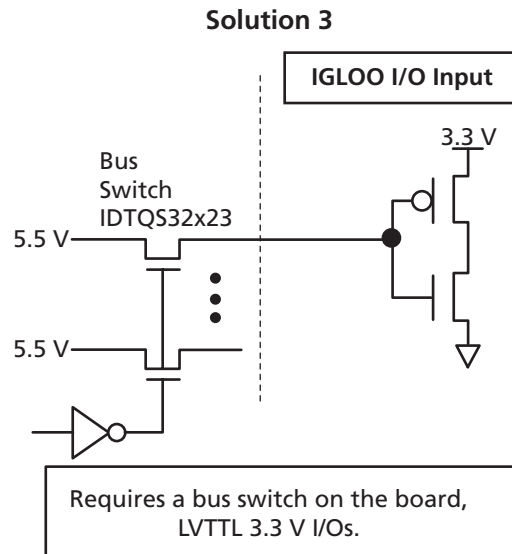 Solution 3
IGLOO I/O Input
3.3 V
Bus
Switch
IDTQS32x23
5.5 V
5.5 V
Requires a bus switch on the board,
LVTTL 3.3 V I/Os.